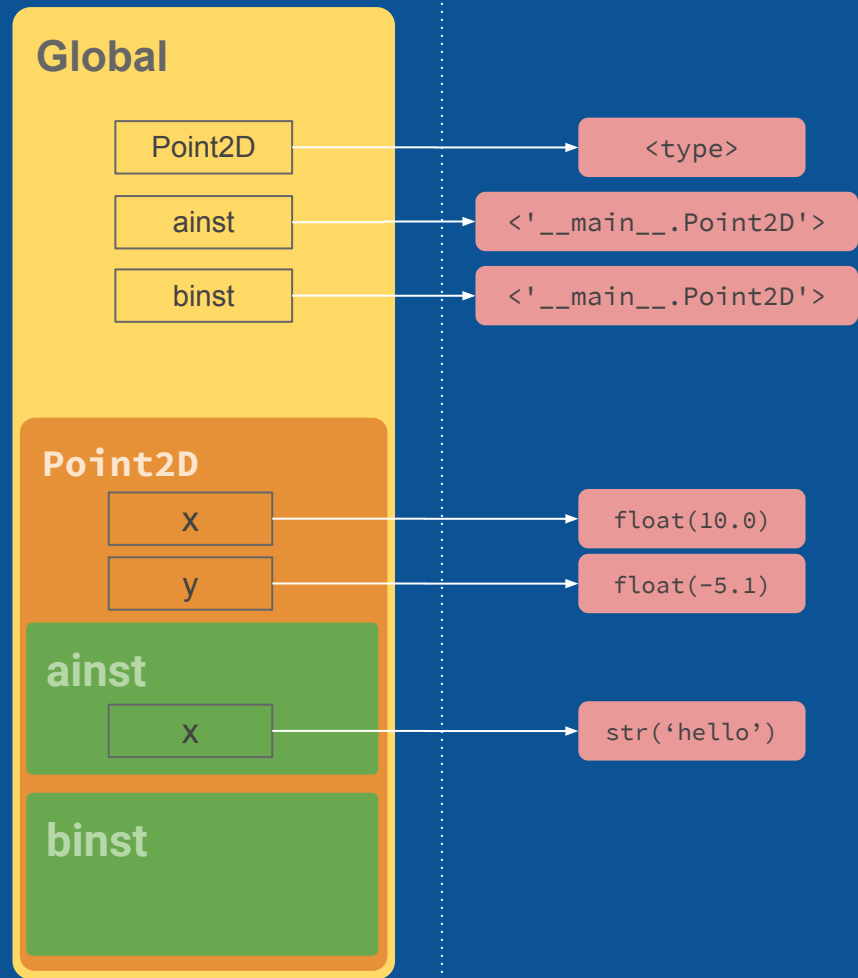 Global
Point2D <type>
ainst <'__main__.Point2D'>
binst <'__main__.Point2D'>
Point2D
x float(10.0)
y float(-5.1)
ainst
x str(‘hello’)
binst